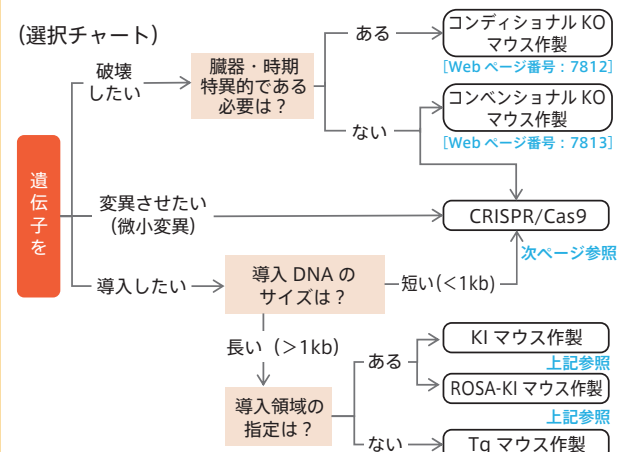 (選択チャート)
遺伝子を
破壊
したい
臓器・時期
特異的である
必要は?
ある
コンディショナル KO
マウス作製
[Web ページ番号:7812]
ない
コンベンショナル KO
マウス作製
[Web ページ番号:7813]
変異させたい
(微小変異)
CRISPR/Cas9
次ページ参照
導入したい
導入 DNA の
サイズは?
短い(<1kb)
長い(>1kb)
導入領域の
指定は?
ある
KI マウス作製
上記参照
ROSA-KI マウス作製
上記参照
ない
Tg マウス作製